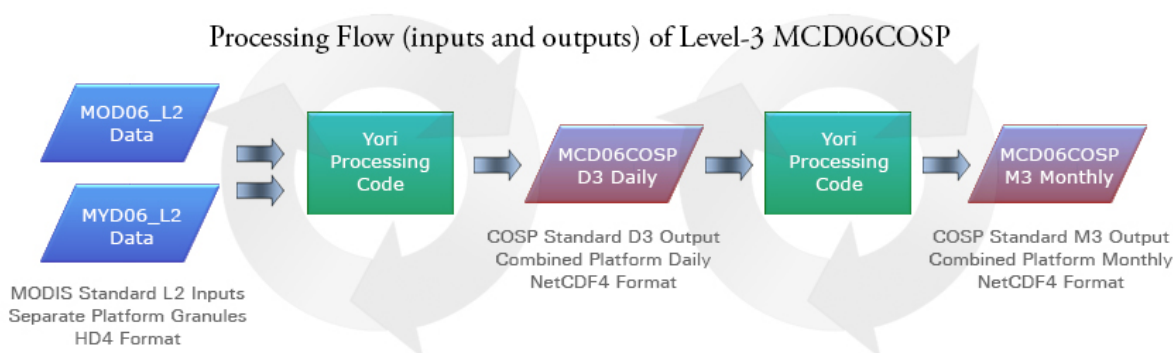 Processing Flow (inputs and outputs) of Level-3 MCD06COSP
MOD06_L2
Data
MYD06_L2
Data
MODIS Standard L2 Inputs
Separate Platform Granules
HD4 Format
Yori
Processing
Code
MCD06COSP
D3 Daily
COSP Standard D3 Output
Combined Platform Daily
NetCDF4 Format
Yori
Processing
Code
MCD06COSP
M3 Monthly
COSP Standard M3 Output
Combined Platform Monthly
NetCDF4 Format